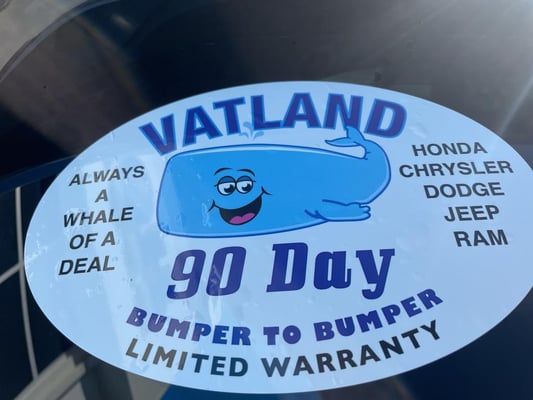 VATLAND
ALWAYS
A
WHALE
OF A
DEAL
HONDA
CHRYSLER
DODGE
JEEP
RAM
90 Day
BUMPER TO BUMPER
LIMITED WARRANTY